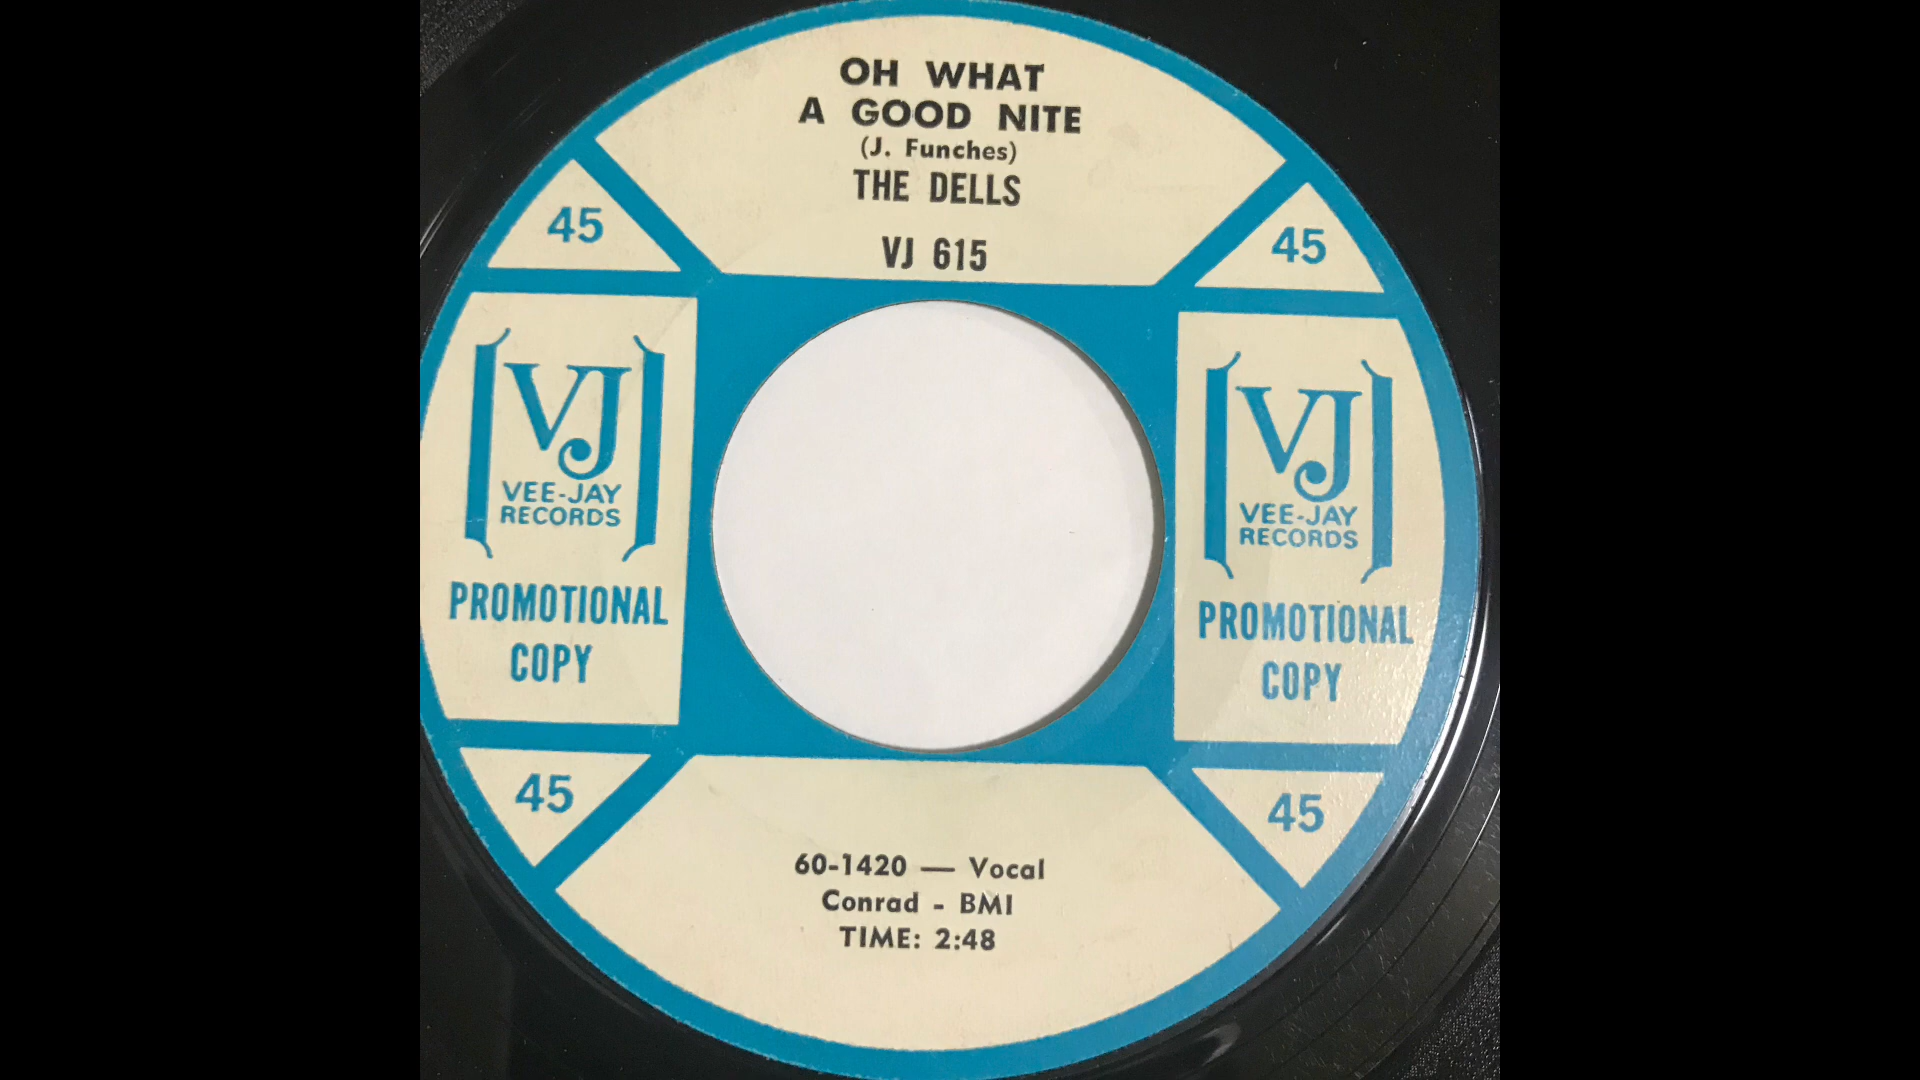 OH WHAT
A GOOD NITE
(J. Funches)
THE DELLS
VJ 615
45
45
VJ
VEE-JAY
RECORDS
PROMOTIONAL
COPY
VJ
VEE-JAY
RECORDS
PROMOTIONAL
COPY
45
45
60-1420 — Vocal
Conrad - BMI
TIME: 2:48